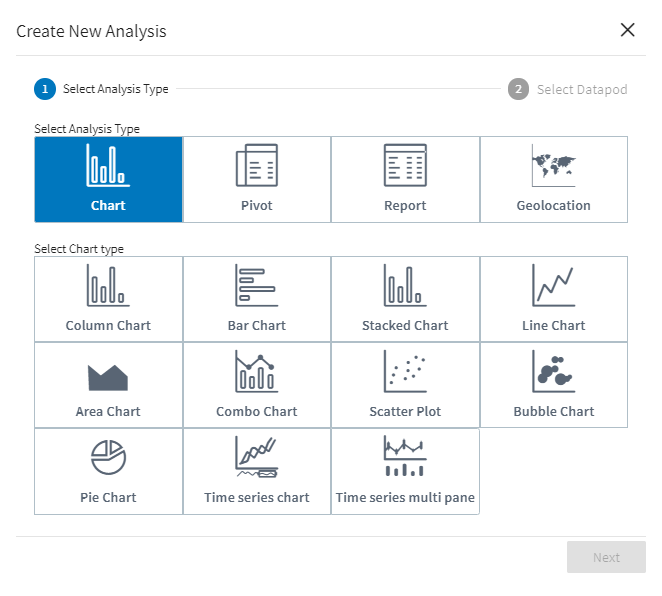 Create New Analysis
1 Select Analysis Type 2 Select Datapod
Select Analysis Type
Chart Pivot Report Geolocation
Select Chart type
Column Chart Bar Chart Stacked Chart Line Chart
Area Chart Combo Chart Scatter Plot Bubble Chart
Pie Chart Time series chart Time series multi pane
Next